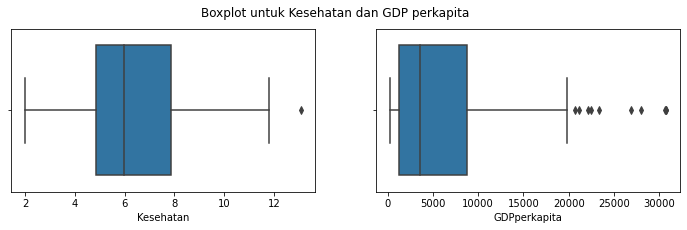 Boxplot untuk Kesehatan dan GDP perkapita
2 4 6 8 10 12
Kesehatan
0 5000 10000 15000 20000 25000 30000
GDPperkapita